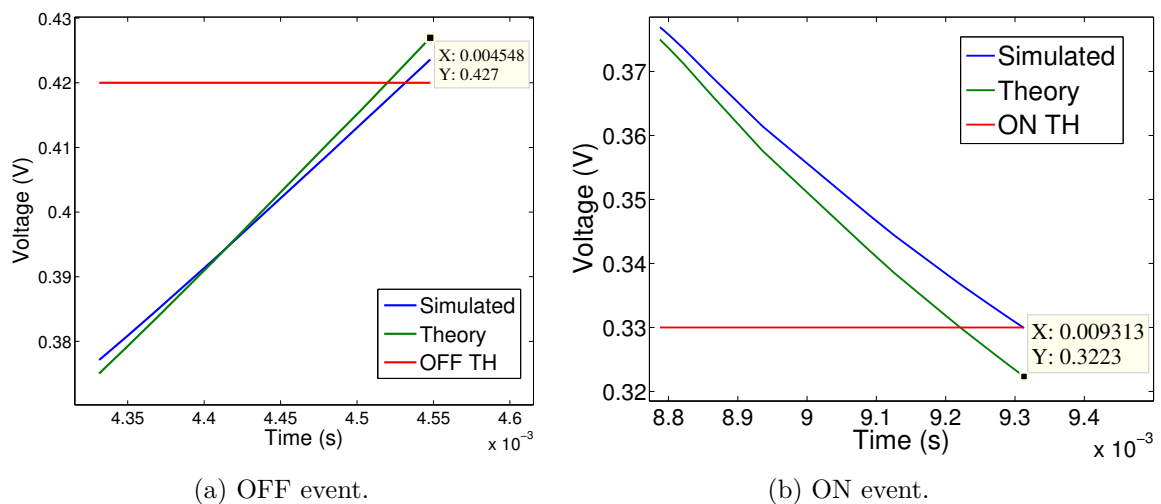 0.43
0.42
0.41
0.4
0.39
0.38
Voltage (V)
X: 0.004548
Y: 0.427
Simulated
Theory
OFF TH
4.35
4.4
4.45
4.5
4.55
4.6
Time (s)
x 10⁻³
(a) OFF event.
0.37
0.36
0.35
0.34
0.33
0.32
Voltage (V)
Simulated
Theory
ON TH
X: 0.009313
Y: 0.3223
8.8
8.9
9
9.1
9.2
9.3
9.4
Time (s)
x 10⁻³
(b) ON event.